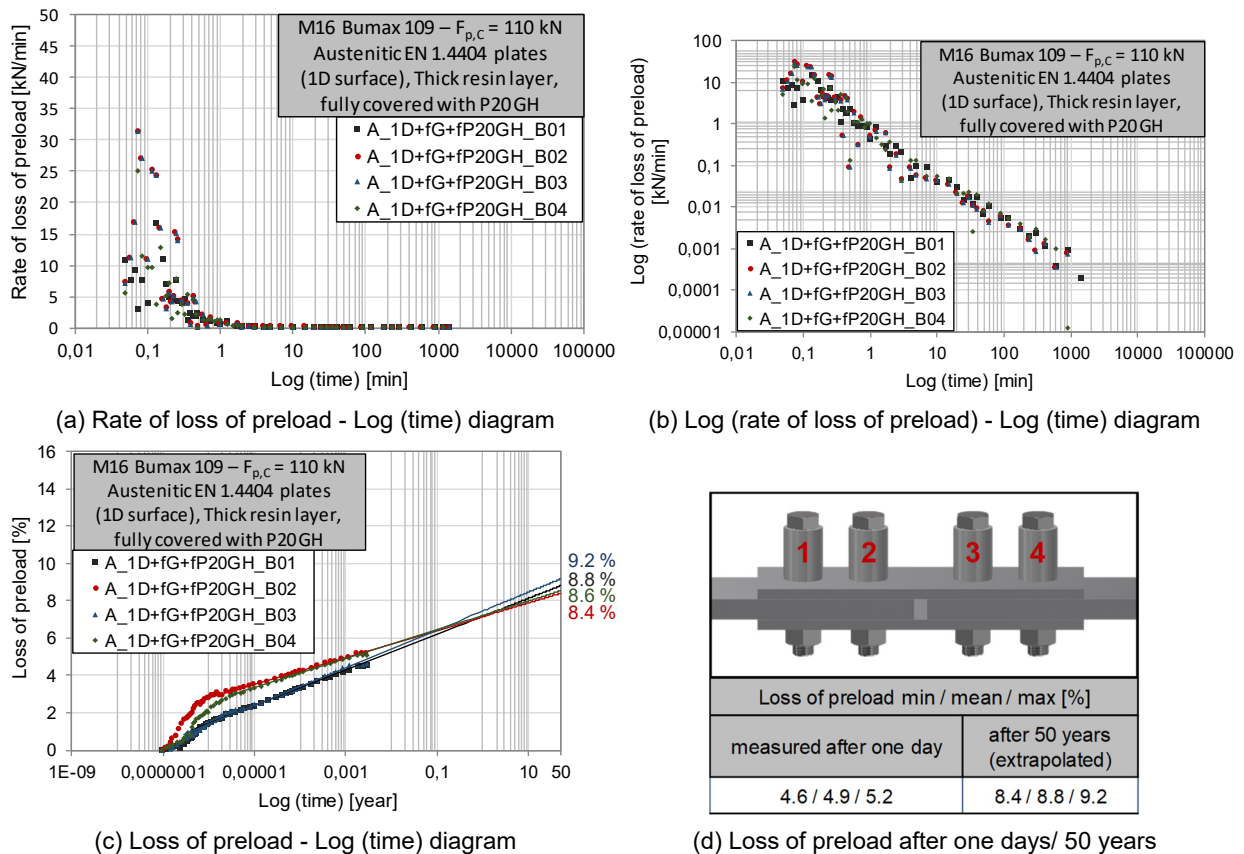 M16 Bumax 109 – Fp,C = 110 kN
Austenitic EN 1.4404 plates
(1D surface), Thick resin layer,
fully covered with P20GH
A_1D+fG+fP20GH_B01
A_1D+fG+fP20GH_B02
A_1D+fG+fP20GH_B03
A_1D+fG+fP20GH_B04
Rate of loss of preload [kN/min]
50
45
40
35
30
25
20
15
10
5
0
0,01 0,1 1 10 100 1000 10000 100000
Log (time) [min]
(a) Rate of loss of preload - Log (time) diagram
M16 Bumax 109 – Fp,C = 110 kN
Austenitic EN 1.4404 plates
(1D surface), Thick resin layer,
fully covered with P20GH
Log (rate of loss of preload)
[kN/min]
100
10
1
0,1
0,01
0,001
0,0001
0,00001
A_1D+fG+fP20GH_B01
A_1D+fG+fP20GH_B02
A_1D+fG+fP20GH_B03
A_1D+fG+fP20GH_B04
0,01 0,1 1 10 100 1000 10000 100000
Log (time) [min]
(b) Log (rate of loss of preload) - Log (time) diagram
M16 Bumax 109 – Fp,C = 110 kN
Austenitic EN 1.4404 plates
(1D surface), Thick resin layer,
fully covered with P20GH
A_1D+fG+fP20GH_B01
A_1D+fG+fP20GH_B02
A_1D+fG+fP20GH_B03
A_1D+fG+fP20GH_B04
Loss of preload [%]
16
14
12
10
8
6
4
2
0
9.2 %
8.8 %
8.6 %
8.4 %
1E-09 0,0000001 0,00001 0,001 0,1 10 50
Log (time) [year]
(c) Loss of preload - Log (time) diagram
1 2 3 4
Loss of preload min / mean / max [%]
measured after one day
after 50 years
(extrapolated)
4.6 / 4.9 / 5.2
8.4 / 8.8 / 9.2
(d) Loss of preload after one days/ 50 years